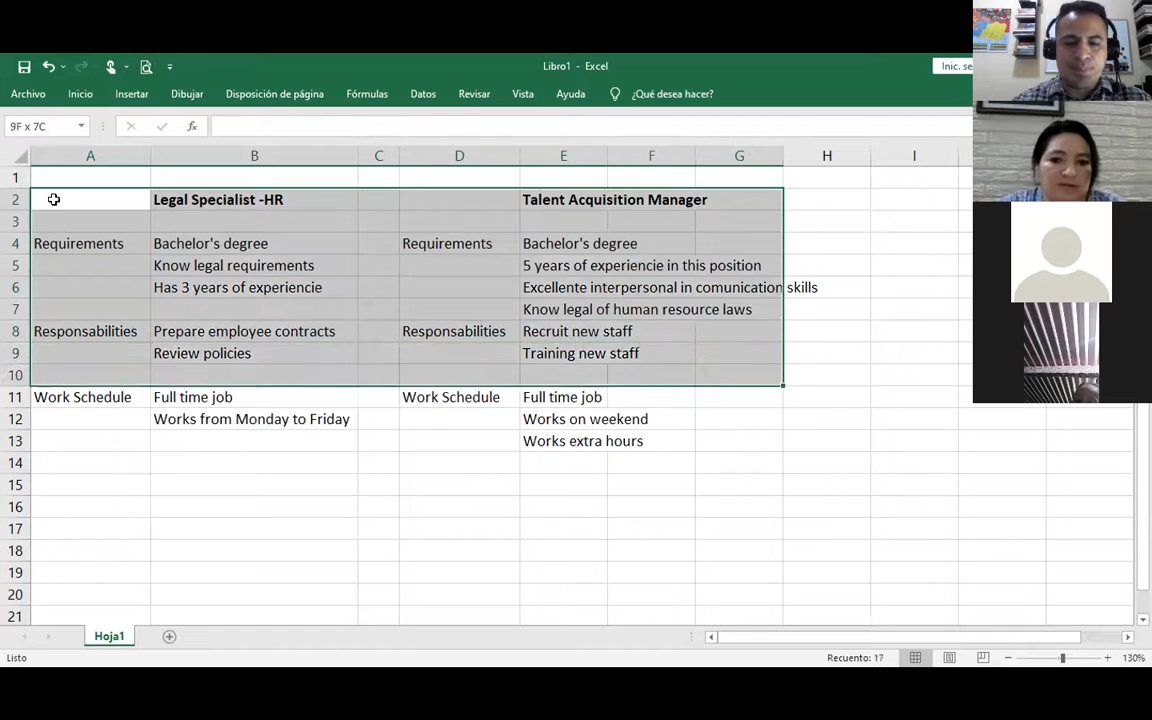 Libro1 - Excel
Inic. se
Archivo Inicio Insertar Dibujar Disposición de página Fórmulas Datos Revisar Vista Ayuda ¿Qué desea hacer?
9F x 7C fx
A B C D E F G H I
1
2 Legal Specialist -HR Talent Acquisition Manager
3
4 Requirements Bachelor's degree Requirements Bachelor's degree
5 Know legal requirements 5 years of experiencie in this position
6 Has 3 years of experiencie Excellente interpersonal in comunication skills
7 Know legal of human resource laws
8 Responsabilities Prepare employee contracts Responsabilities Recruit new staff
9 Review policies Training new staff
10
11 Work Schedule Full time job Work Schedule Full time job
12 Works from Monday to Friday Works on weekend
13 Works extra hours
14
15
16
17
18
19
20
21
Hoja1
Listo Recuento: 17 130%